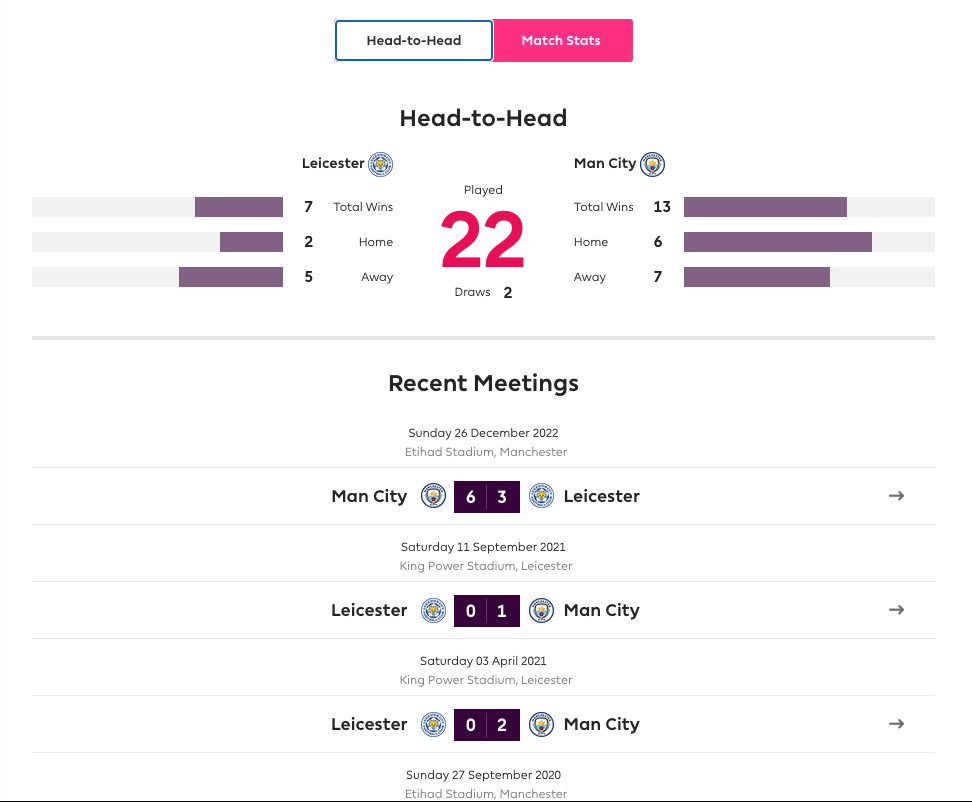 Head-to-Head Match Stats
Head-to-Head
Leicester Man City
Played
7 Total Wins 22 Total Wins 13
2 Home Home 6
5 Away Away 7
Draws 2
Recent Meetings
Sunday 26 December 2022
Etihad Stadium, Manchester
Man City 6 3 Leicester
Saturday 11 September 2021
King Power Stadium, Leicester
Leicester 0 1 Man City
Saturday 03 April 2021
King Power Stadium, Leicester
Leicester 0 2 Man City
Sunday 27 September 2020
Etihad Stadium, Manchester